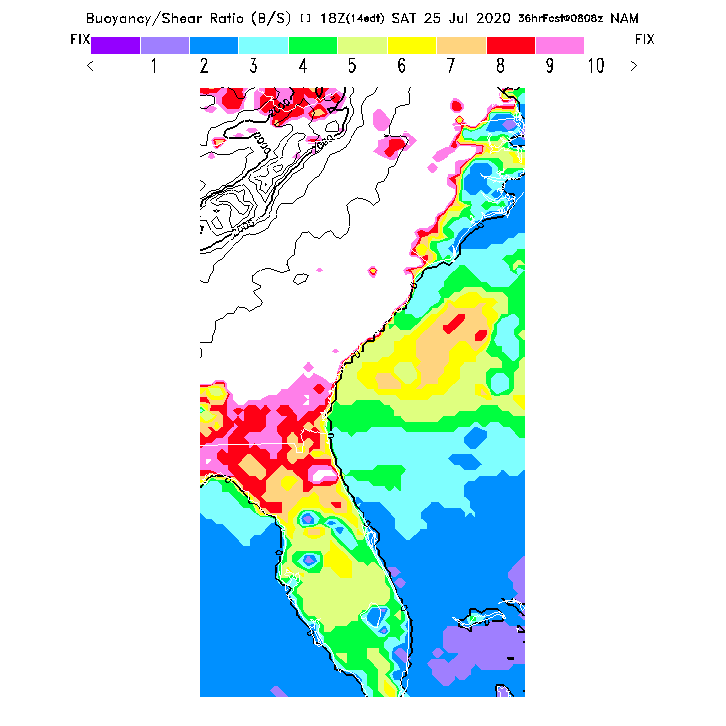 Buoyancy/Shear Ratio (B/S) [] 18Z(14edt) SAT 25 Jul 2020 36hrFcst@0808z NAM
FIX FIX
< 1 2 3 4 5 6 7 8 9 10 >
2000